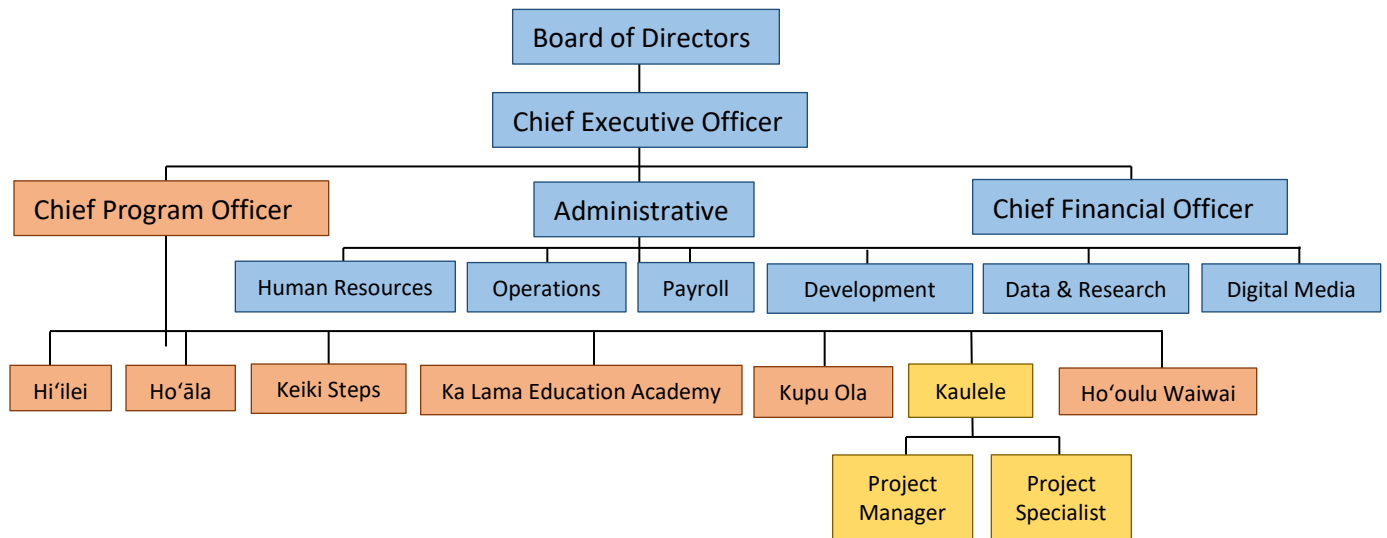 Board of Directors
Chief Executive Officer
Chief Program Officer
Administrative
Chief Financial Officer
Human Resources
Operations
Payroll
Development
Data & Research
Digital Media
Hiʻilei
Hoʻāla
Keiki Steps
Ka Lama Education Academy
Kupu Ola
Kaulele
Hoʻoulu Waiwai
Project
Manager
Project
Specialist